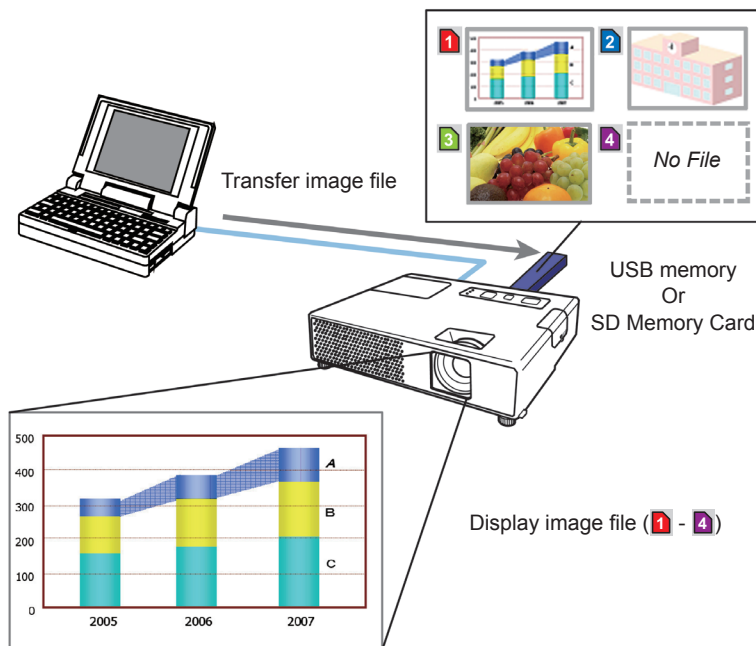 1
2
A
B
C
3
4
No File
Transfer image file
USB memory
Or
SD Memory Card
500
400
300
200
100
0
A
B
C
2005 2006 2007
Display image file (1 - 4)